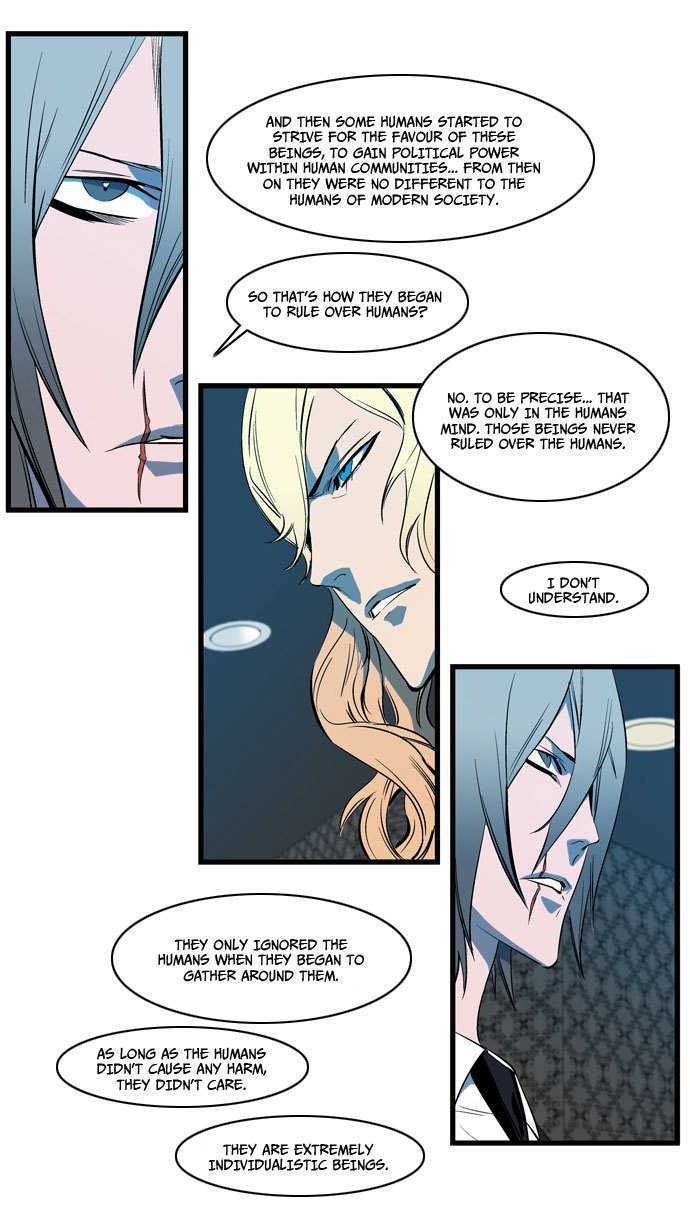 AND THEN SOME HUMANS STARTED TO
STRIVE FOR THE FAVOUR OF THESE
BEINGS, TO GAIN POLITICAL POWER
WITHIN HUMAN COMMUNITIES... FROM THEN
ON THEY WERE NO DIFFERENT TO THE
HUMANS OF MODERN SOCIETY.
SO THAT'S HOW THEY BEGAN
TO RULE OVER HUMANS?
NO. TO BE PRECISE... THAT
WAS ONLY IN THE HUMANS
MIND. THOSE BEINGS NEVER
RULED OVER THE HUMANS.
I DON'T
UNDERSTAND.
THEY ONLY IGNORED THE
HUMANS WHEN THEY BEGAN TO
GATHER AROUND THEM.
AS LONG AS THE HUMANS
DIDN'T CAUSE ANY HARM,
THEY DIDN'T CARE.
THEY ARE EXTREMELY
INDIVIDUALISTIC BEINGS.